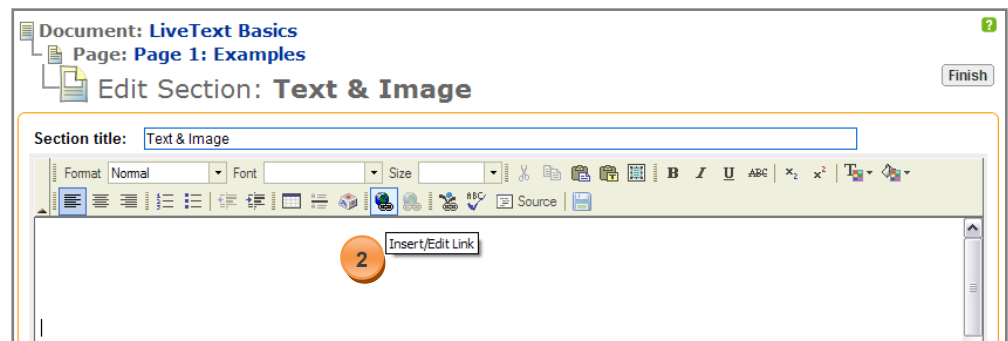 Document: LiveText Basics
?
Page: Page 1: Examples
Edit Section: Text & Image
Finish
Section title: Text & Image
Format Normal Font Size B I U ABC x₂ x² T
ABC Source
Insert/Edit Link
2